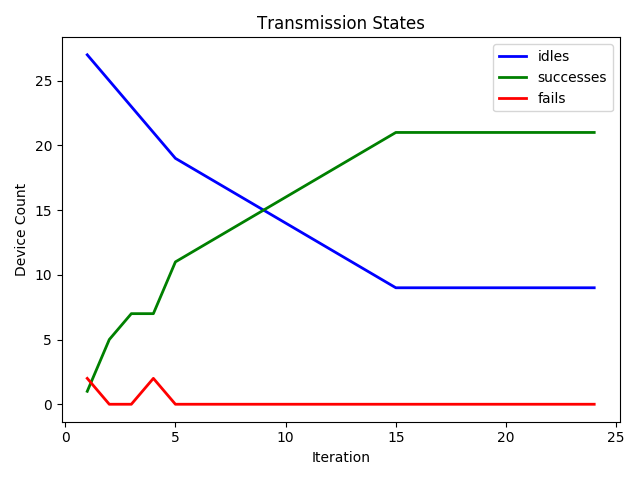 Transmission States
idles
successes
fails
Device Count
25
20
15
10
5
0
0 5 10 15 20 25
Iteration